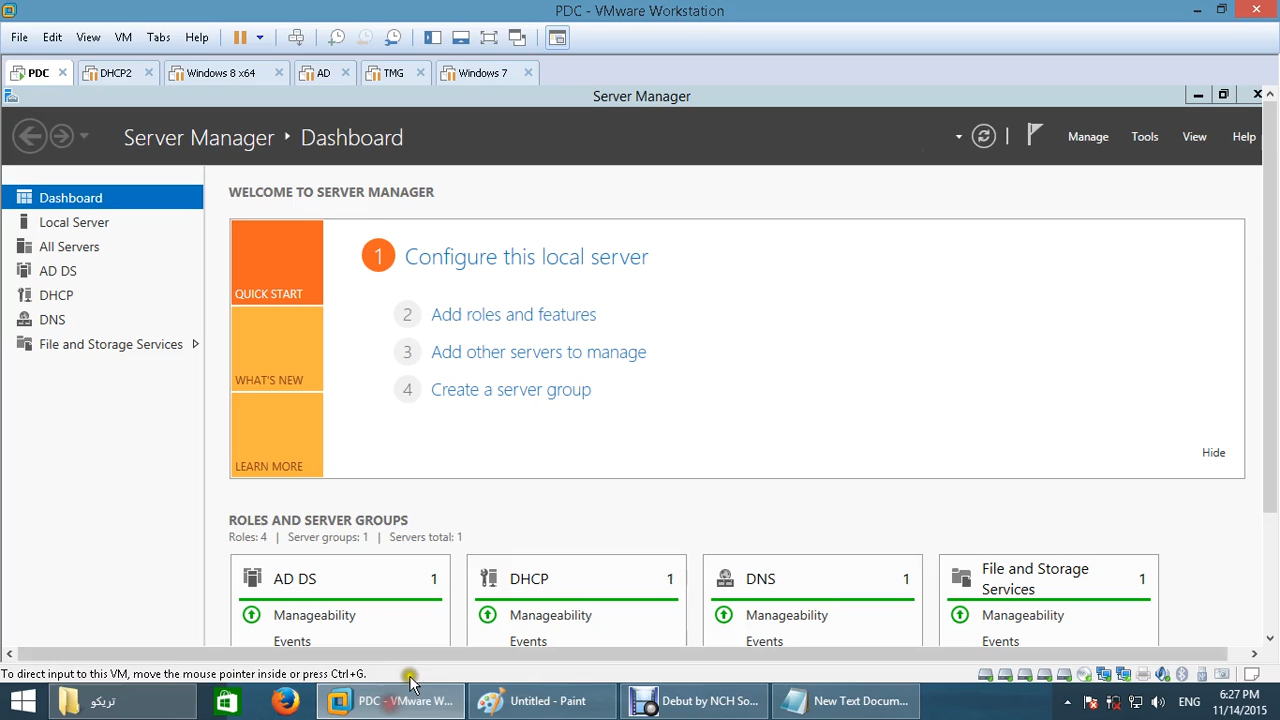 PDC - VMware Workstation
File Edit View VM Tabs Help
PDC DHCP2 Windows 8 x64 AD TMG Windows 7
Server Manager
Server Manager Dashboard
Manage Tools View Help
Dashboard
Local Server
All Servers
AD DS
DHCP
DNS
File and Storage Services
WELCOME TO SERVER MANAGER
QUICK START
WHAT'S NEW
LEARN MORE
1 Configure this local server
2 Add roles and features
3 Add other servers to manage
4 Create a server group
Hide
ROLES AND SERVER GROUPS
Roles: 4 | Server groups: 1 | Servers total: 1
AD DS 1
Manageability
Events
DHCP 1
Manageability
Events
DNS 1
Manageability
Events
File and Storage
Services 1
Manageability
Events
To direct input to this VM, move the mouse pointer inside or press Ctrl+G.
تريكو
PDC - VMware W...
Untitled - Paint
Debut by NCH So...
New Text Docum...
ENG
6:27 PM
11/14/2015